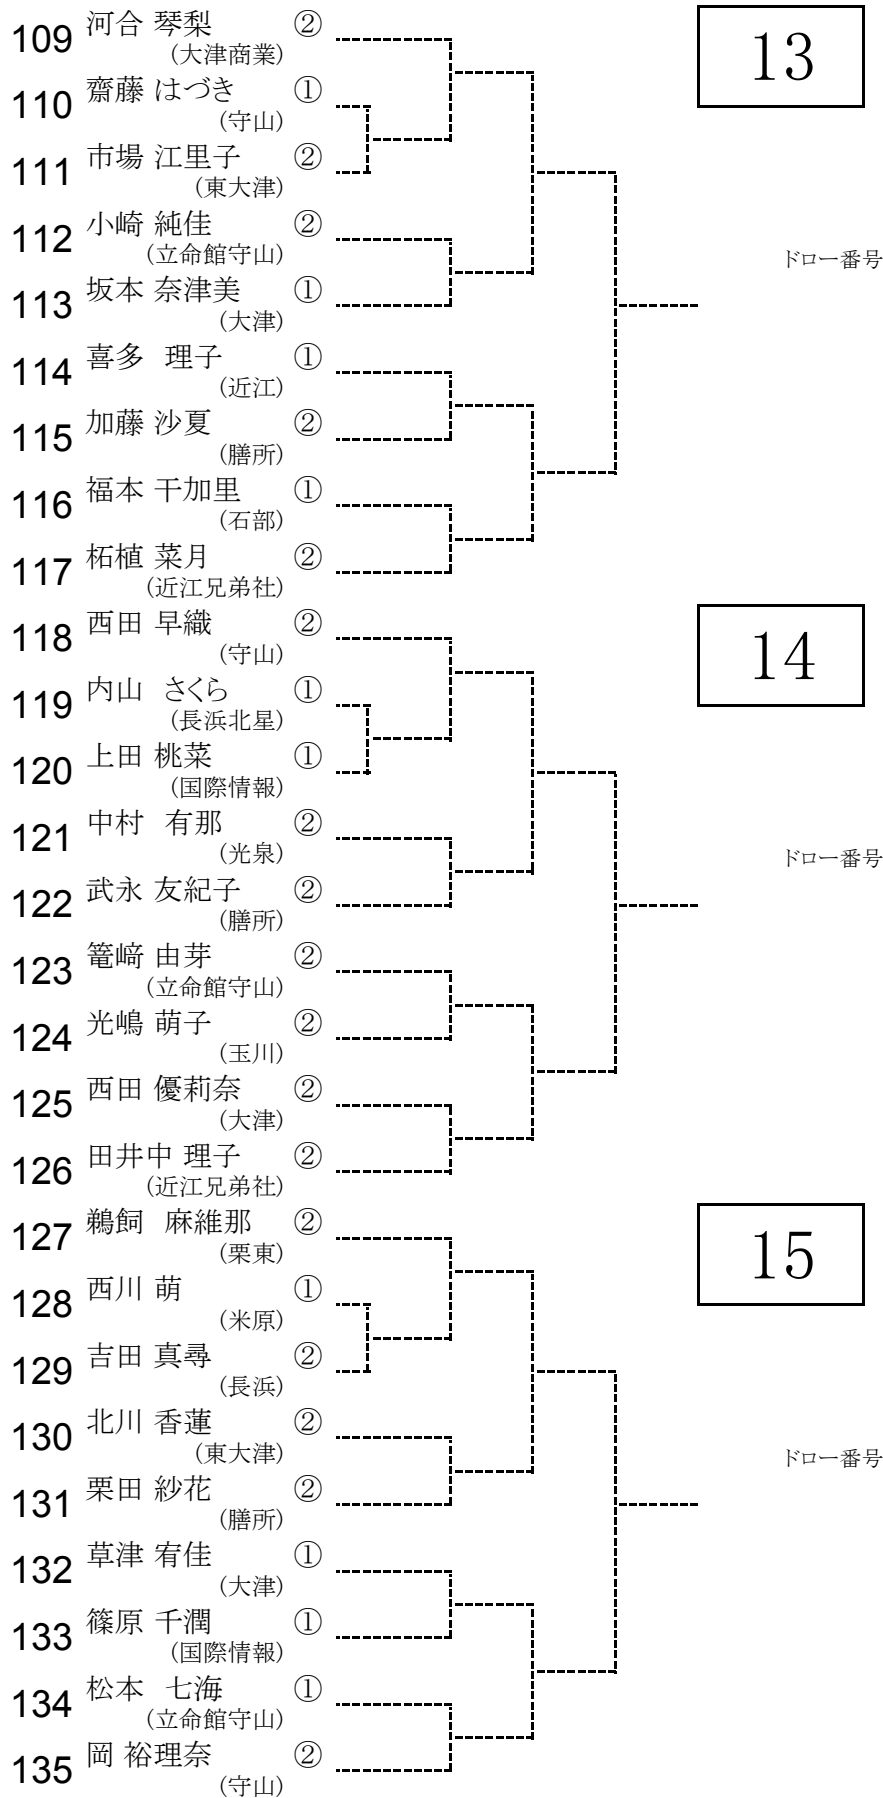 109 河合 琴梨 ②
(大津商業)
13
110 齋藤 はづき ①
(守山)
111 市場 江里子 ②
(東大津)
112 小崎 純佳 ②
(立命館守山)
ドロー番号
113 坂本 奈津美 ①
(大津)
114 喜多 理子 ①
(近江)
115 加藤 沙夏 ②
(膳所)
116 福本 干加里 ①
(石部)
117 柘植 菜月 ②
(近江兄弟社)
118 西田 早織 ②
(守山)
14
119 内山 さくら ①
(長浜北星)
120 上田 桃菜 ①
(国際情報)
121 中村 有那 ②
(光泉)
ドロー番号
122 武永 友紀子 ②
(膳所)
123 篭﨑 由芽 ②
(立命館守山)
124 光嶋 萌子 ②
(玉川)
125 西田 優莉奈 ②
(大津)
126 田井中 理子 ②
(近江兄弟社)
127 鵜飼 麻維那 ②
(栗東)
15
128 西川 萌 ①
(米原)
129 吉田 真尋 ②
(長浜)
130 北川 香蓮 ②
(東大津)
ドロー番号
131 栗田 紗花 ②
(膳所)
132 草津 宥佳 ①
(大津)
133 篠原 千潤 ①
(国際情報)
134 松本 七海 ①
(立命館守山)
135 岡 裕理奈 ②
(守山)